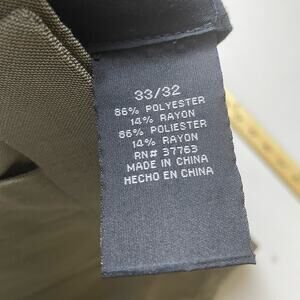 33/32
86% POLYESTER
14% RAYON
86% POLIESTER
14% RAYON
RN# 37763
MADE IN CHINA
HECHO EN CHINA